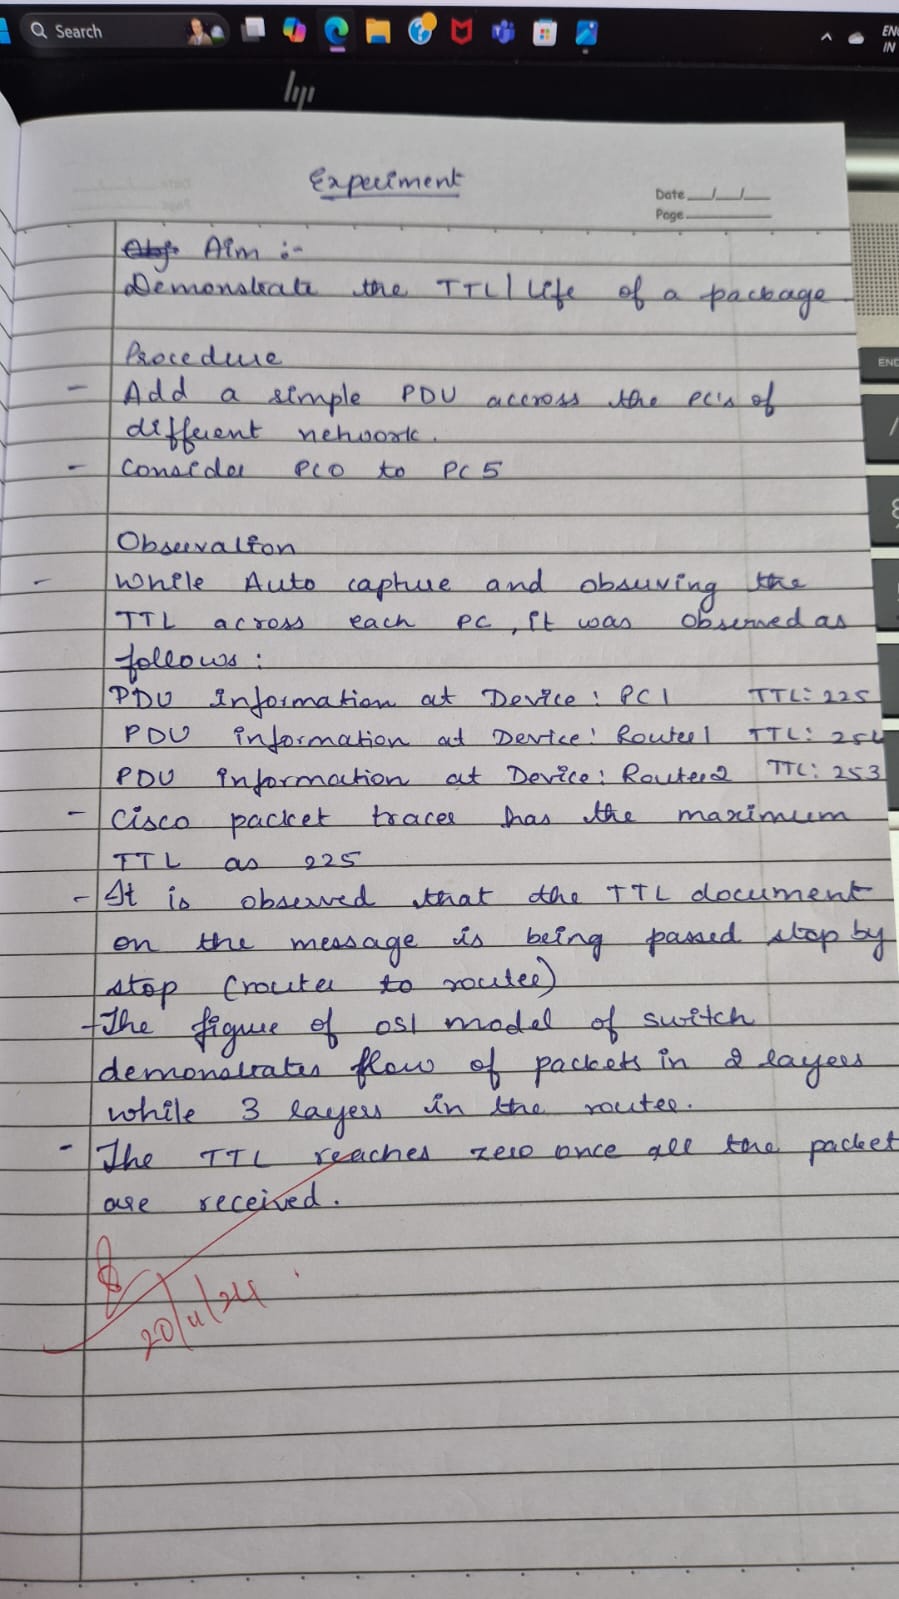 Search
ENG
IN
hp
END
Experiment
Date __/__/__
Page
Obj. Aim :-
Demonstrate the TTL/ Life of a package
Procedure
- Add a simple PDU accross the PC's of
different network.
- Consider PC0 to PC5
Observation
- While Auto capture and observing the
TTL across each PC, it was observed as
follows:
PDU Information at Device: PC1 TTL: 225
PDU information at Device: Router1 TTL: 254
PDU information at Device: Router2 TTL: 253
- Cisco packet tracer has the maximum
TTL as 225
- It is observed that the TTL document
on the message is being passed stop by
stop (router to router)
- The figure of OSI model of switch
demonstrates flow of packets in 2 layers
while 3 layers in the router.
- The TTL reaches zero once all the packet
are received.
20/11/24